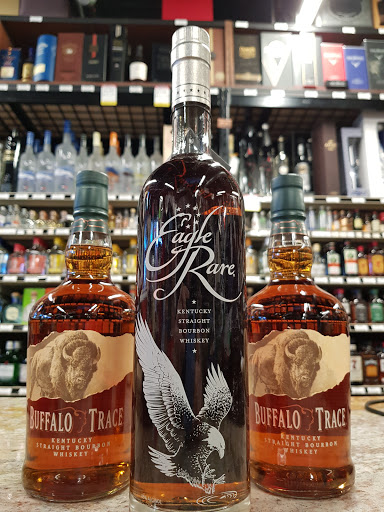 Eagle
Rare
KENTUCKY
STRAIGHT
BOURBON
WHISKEY
BUFFALO TRACE
KENTUCKY
STRAIGHT BOURBON
WHISKEY
BUFFALO TRACE
KENTUCKY
STRAIGHT BOURBON
WHISKEY